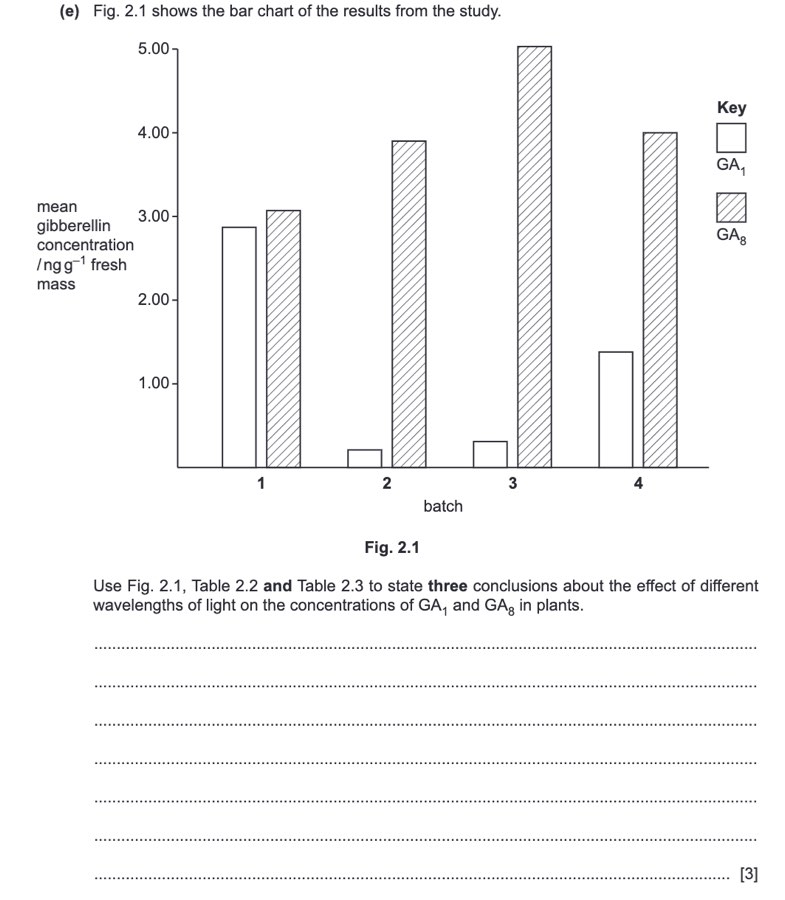 (e) Fig. 2.1 shows the bar chart of the results from the study.
5.00
4.00
3.00
2.00
1.00
mean
gibberellin
concentration
/ng g⁻¹ fresh
mass
Key
GA₁
GA₈
1 2 3 4
batch
Fig. 2.1
Use Fig. 2.1, Table 2.2 and Table 2.3 to state three conclusions about the effect of different
wavelengths of light on the concentrations of GA₁ and GA₈ in plants.
[3]